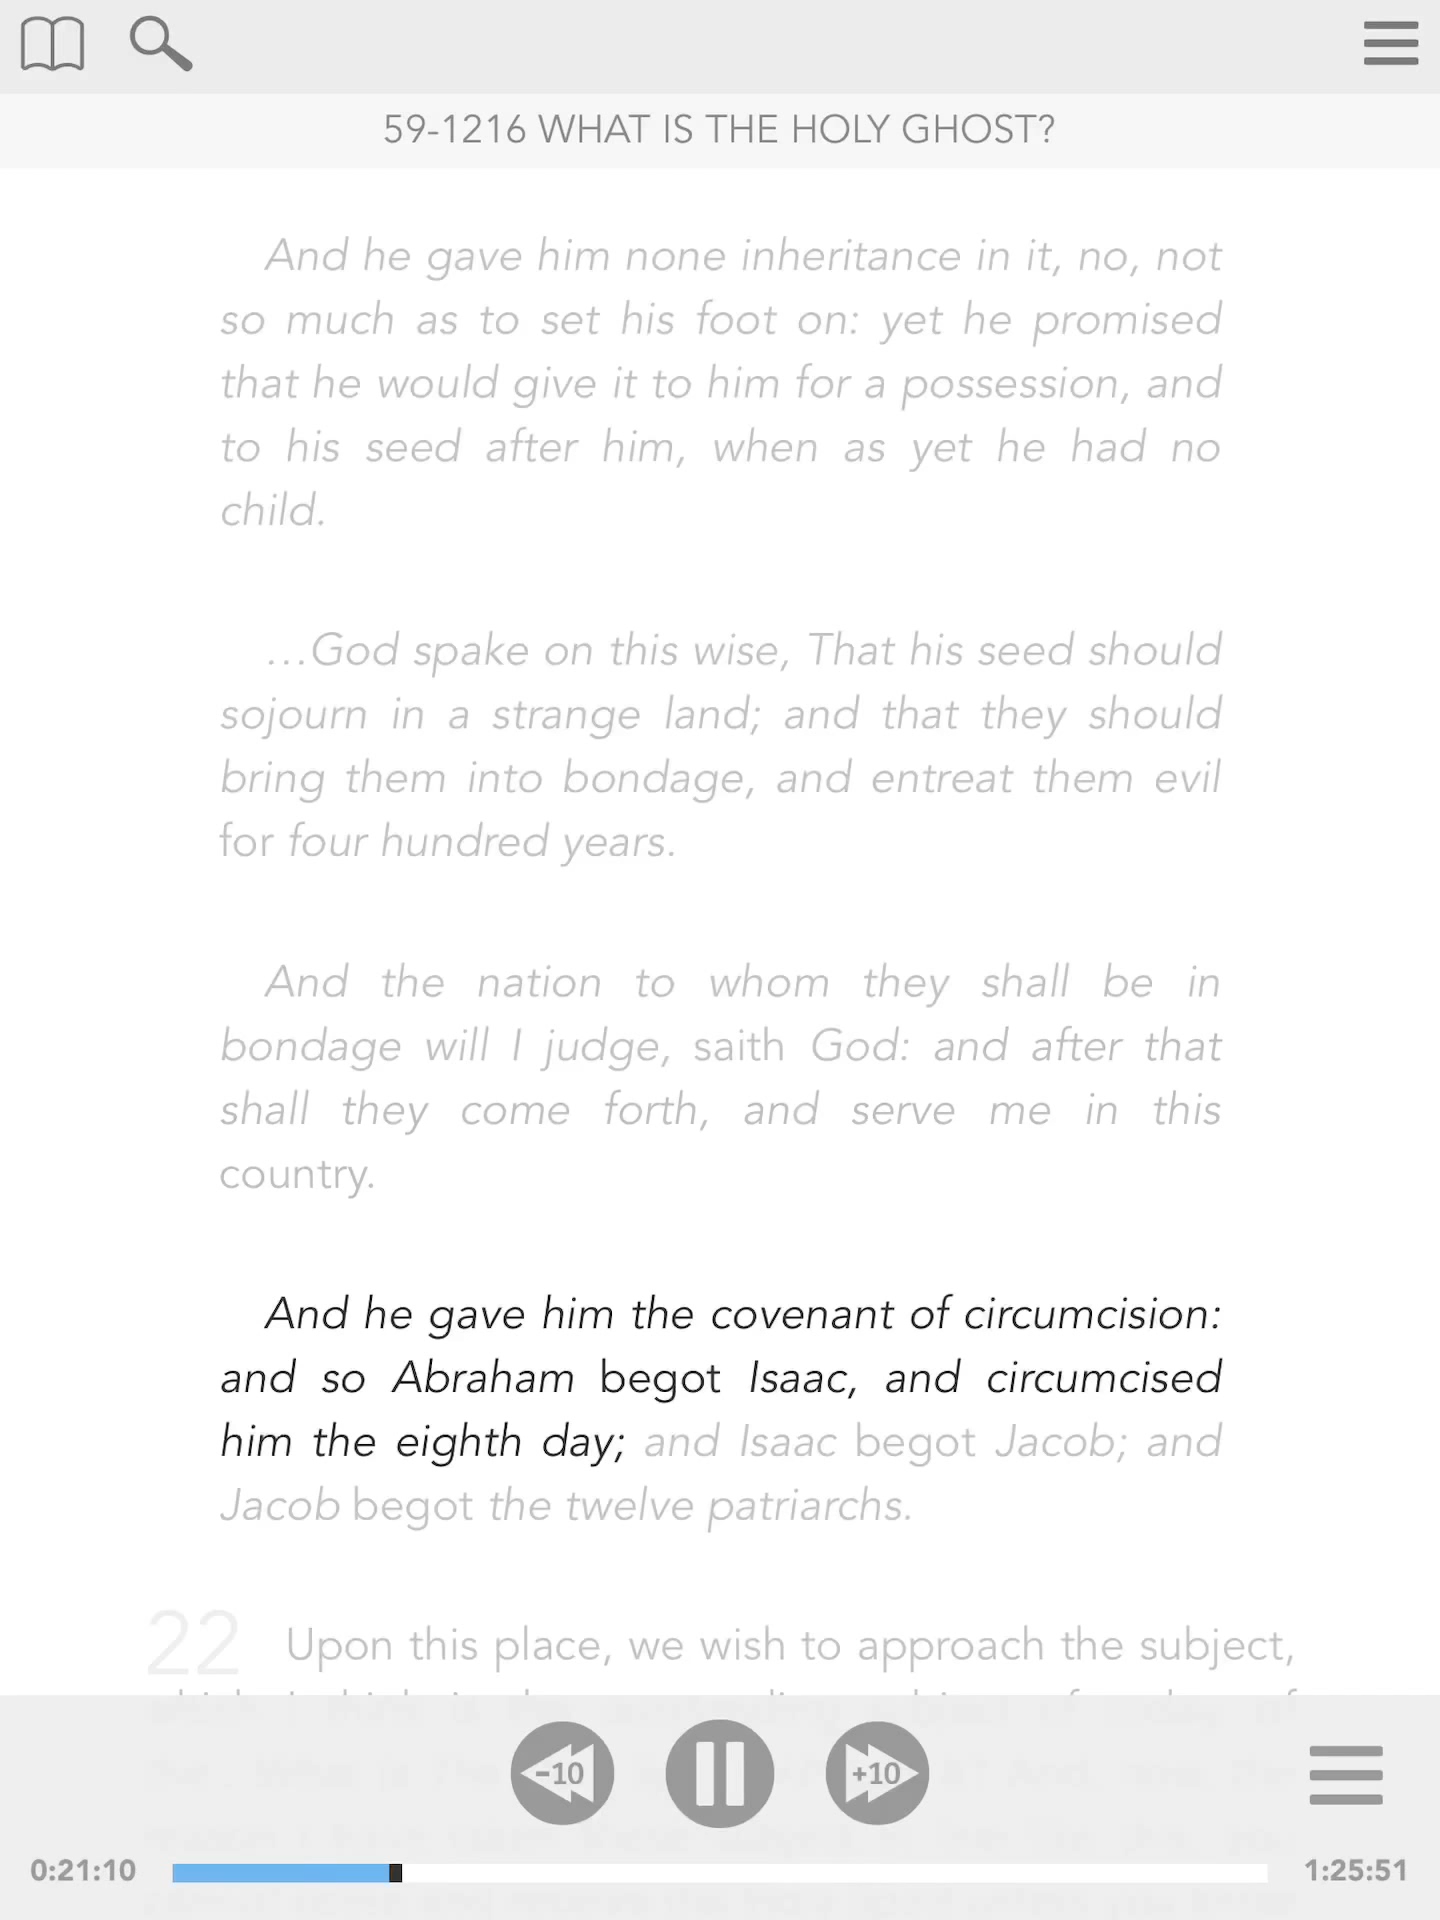 59-1216 WHAT IS THE HOLY GHOST?
And he gave him none inheritance in it, no, not
so much as to set his foot on: yet he promised
that he would give it to him for a possession, and
to his seed after him, when as yet he had no
child.
…God spake on this wise, That his seed should
sojourn in a strange land; and that they should
bring them into bondage, and entreat them evil
for four hundred years.
And the nation to whom they shall be in
bondage will I judge, saith God: and after that
shall they come forth, and serve me in this
country.
And he gave him the covenant of circumcision:
and so Abraham begot Isaac, and circumcised
him the eighth day; and Isaac begot Jacob; and
Jacob begot the twelve patriarchs.
22 Upon this place, we wish to approach the subject,
-10 +10
0:21:10 1:25:51